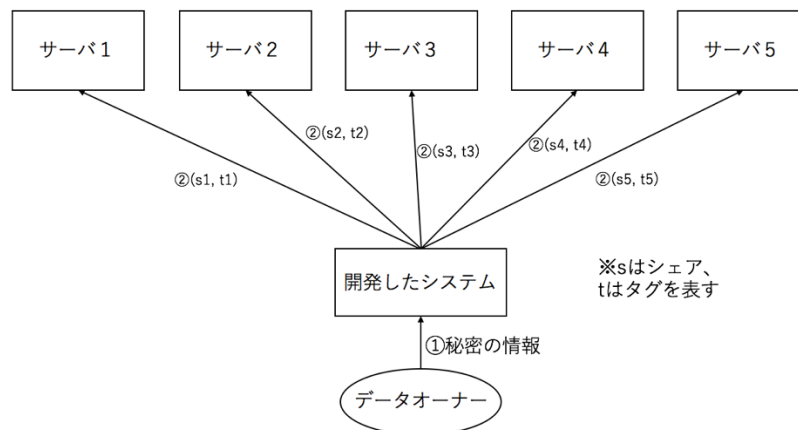 サーバ１
サーバ２
サーバ３
サーバ４
サーバ５
②(s1, t1)
②(s2, t2)
②(s3, t3)
②(s4, t4)
②(s5, t5)
開発したシステム
※sはシェア、
tはタグを表す
①秘密の情報
データオーナー